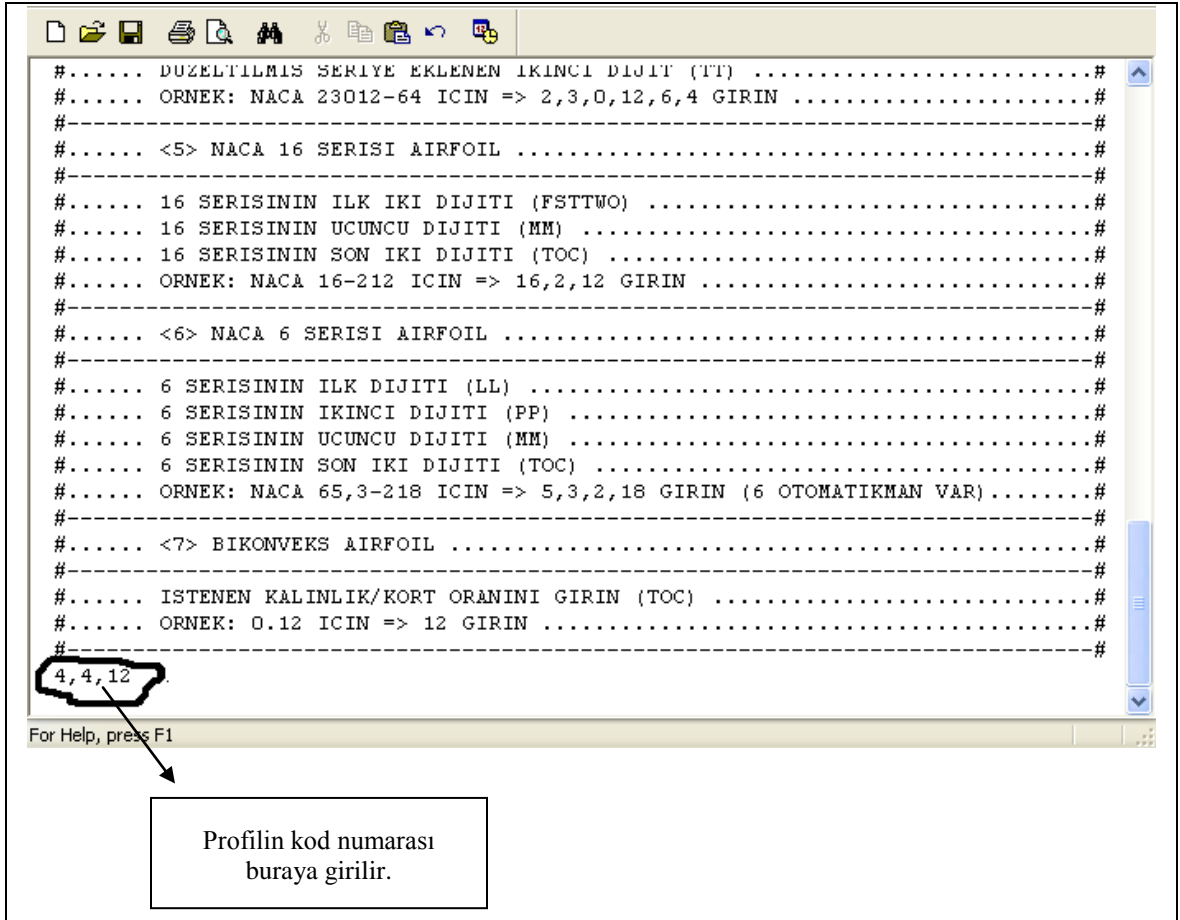 #...... DUZELTILMIS SERIYE EKLENEN IKINCI DIJIT (TT) ..........................#
#...... ORNEK: NACA 23012-64 ICIN => 2,3,0,12,6,4 GIRIN .......................#
#------------------------------------------------------------------------------#
#...... <5> NACA 16 SERISI AIRFOIL ............................................#
#------------------------------------------------------------------------------#
#...... 16 SERISININ ILK IKI DIJITI (FSTTWO) ..................................#
#...... 16 SERISININ UCUNCU DIJITI (MM) .......................................#
#...... 16 SERISININ SON IKI DIJITI (TOC) .....................................#
#...... ORNEK: NACA 16-212 ICIN => 16,2,12 GIRIN ..............................#
#------------------------------------------------------------------------------#
#...... <6> NACA 6 SERISI AIRFOIL .............................................#
#------------------------------------------------------------------------------#
#...... 6 SERISININ ILK DIJITI (LL) ...........................................#
#...... 6 SERISININ IKINCI DIJITI (PP) ........................................#
#...... 6 SERISININ UCUNCU DIJITI (MM) ........................................#
#...... 6 SERISININ SON IKI DIJITI (TOC) ......................................#
#...... ORNEK: NACA 65,3-218 ICIN => 5,3,2,18 GIRIN (6 OTOMATIKMAN VAR)........#
#------------------------------------------------------------------------------#
#...... <7> BIKONVEKS AIRFOIL .................................................#
#------------------------------------------------------------------------------#
#...... ISTENEN KALINLIK/KORT ORANINI GIRIN (TOC) .............................#
#...... ORNEK: 0.12 ICIN => 12 GIRIN ..........................................#
#------------------------------------------------------------------------------#
4,4,12
For Help, press F1
Profilin kod numarası
buraya girilir.